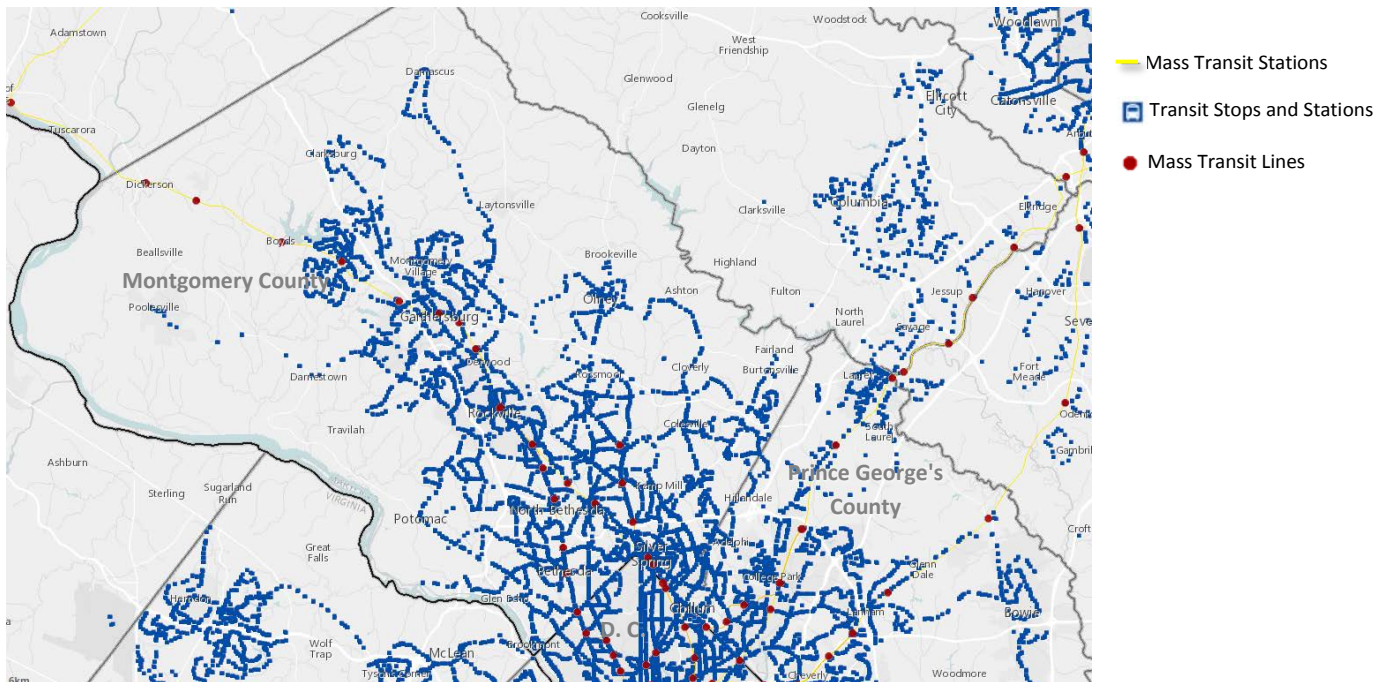 Cooksville
Woodstock
Woodlawn
Adamstown
West
Friendship
Damascus
Glenwood
Ellicott
City
Catonsville
Glenelg
of
Tuscarora
Dayton
Clarksburg
Dickerson
Columbia
Laytonsville
Clarksville
Elkridge
Boyds
Beallsville
Brookeville
Montgomery
Village
Highland
Montgomery County
Ashton
Fulton
Jessup
Hanover
Poolesville
Olney
North
Laurel
Gaithersburg
Savage
Seve
Fairland
Derwood
Darnestown
Rossmoor
Cloverly
Burtonsville
Laurel
Fort
Meade
Rockville
Odenton
Travilah
Colesville
South
Laurel
Gambril
Ashburn
Prince George's
County
Sterling
Sugarland
Run
VIRGINIA
Kemp Mill
Hillandale
North Bethesda
Potomac
Croft
Adelphi
Great
Falls
Silver
Spring
Bethesda
College Park
Glenn
Dale
Herndon
Glen Echo
Chillum
Lanham
Bowie
D. C.
Wolf
Trap
Brookmont
McLean
Tysons Corner
Cheverly
Woodmore
6km
Mass Transit Stations
Transit Stops and Stations
Mass Transit Lines